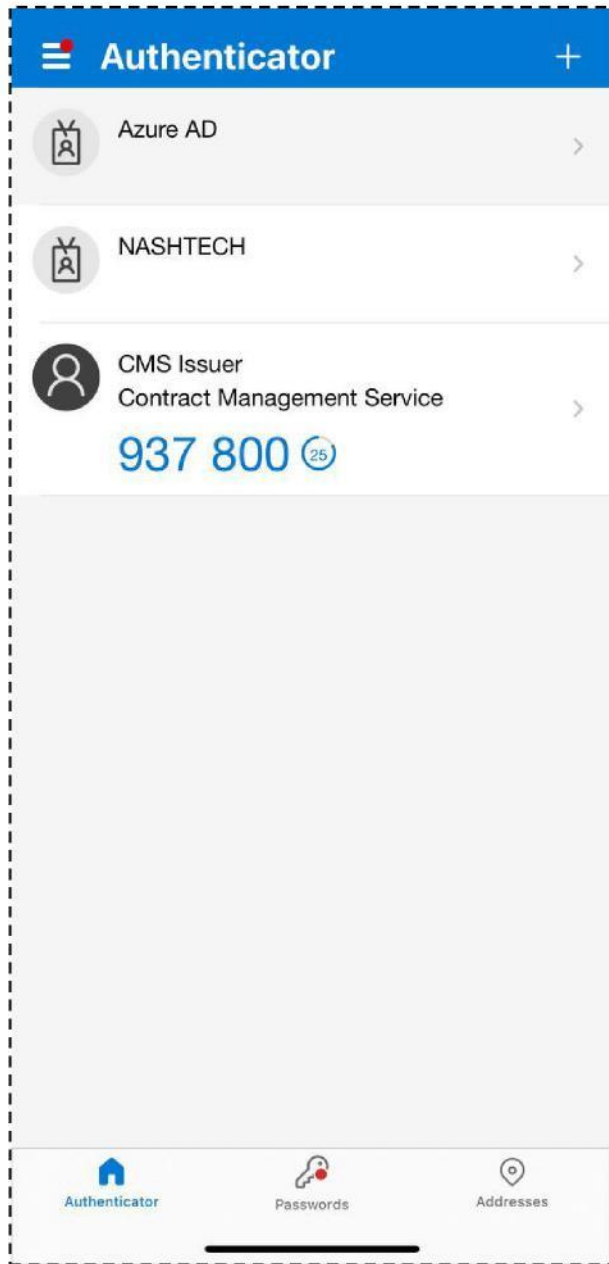 Authenticator
Azure AD
NASHTECH
CMS Issuer
Contract Management Service
937 800 25
Authenticator Passwords Addresses